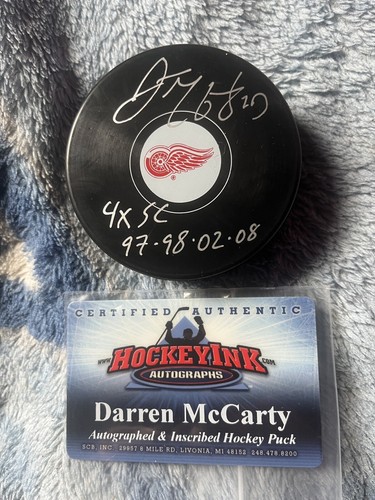 4x SC
97·98·02·08
CERTIFIED AUTHENTIC
www.HOCKEYINK.com
AUTOGRAPHS
Darren McCarty
Autographed & Inscribed Hockey Puck
SCB, INC. 29957 8 MILE RD, LIVONIA, MI 48152 248.478.8200